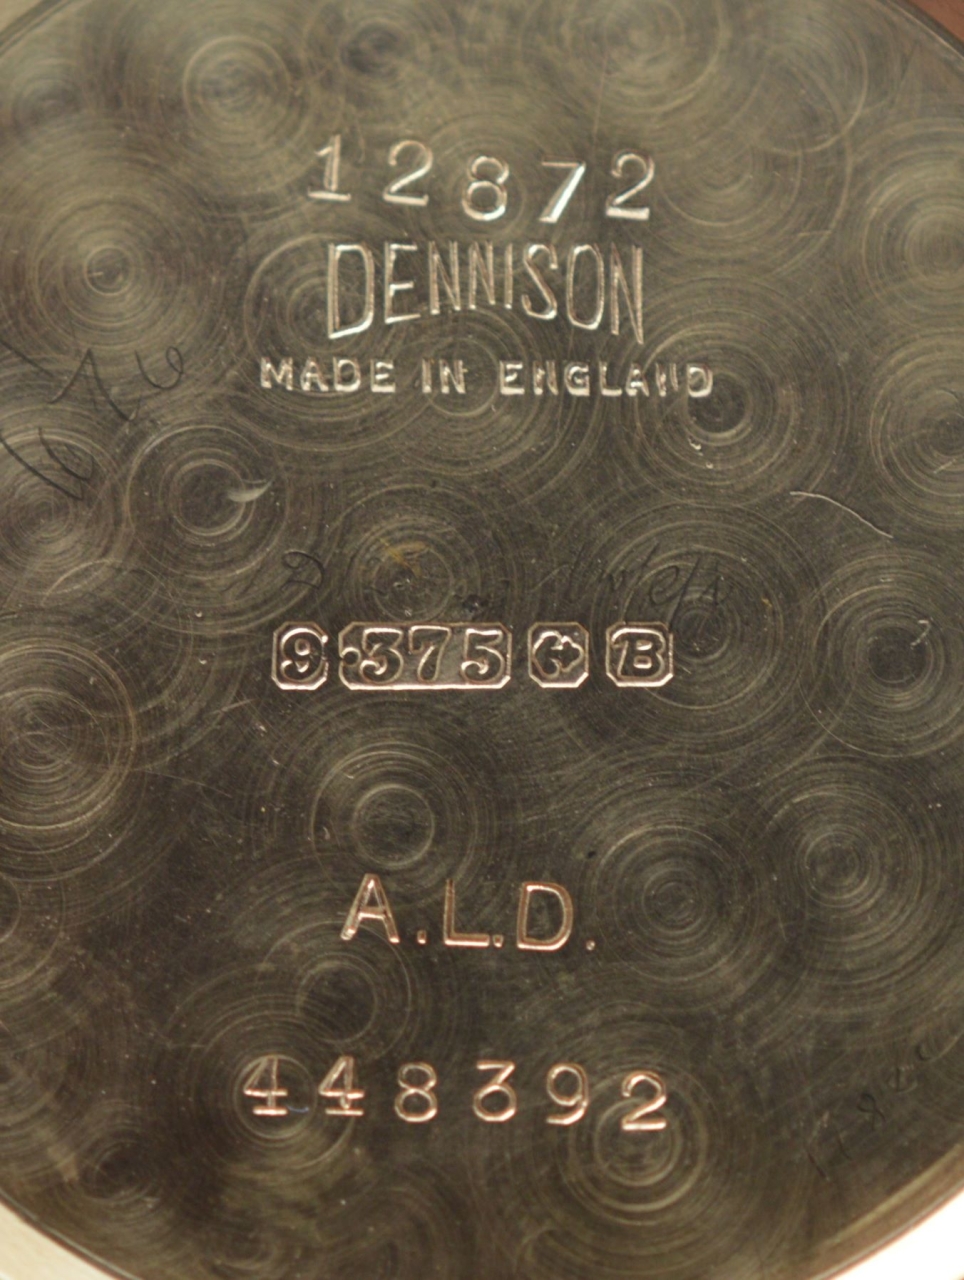 12872
DENNISON
MADE IN ENGLAND
9 .375 B
A.L.D.
448392